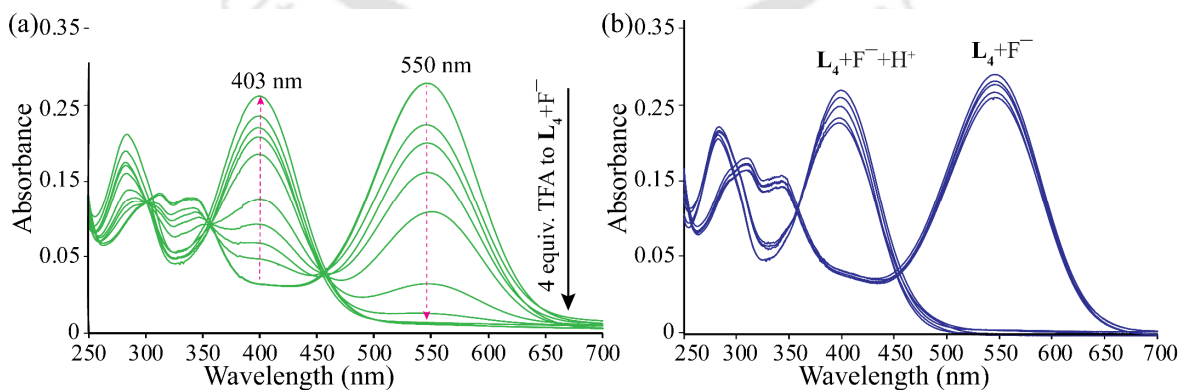 (a)
0.35
0.25
0.15
0.05
0
Absorbance
403 nm
550 nm
4 equiv. TFA to L₄+F⁻
250 300 350 400 450 500 550 600 700
Wavelength (nm)
(b)
0.35
0.25
0.15
0.05
0
Absorbance
L₄+F⁻+H⁺
L₄+F⁻
250 300 350 400 450 500 550 600 700
Wavelength (nm)